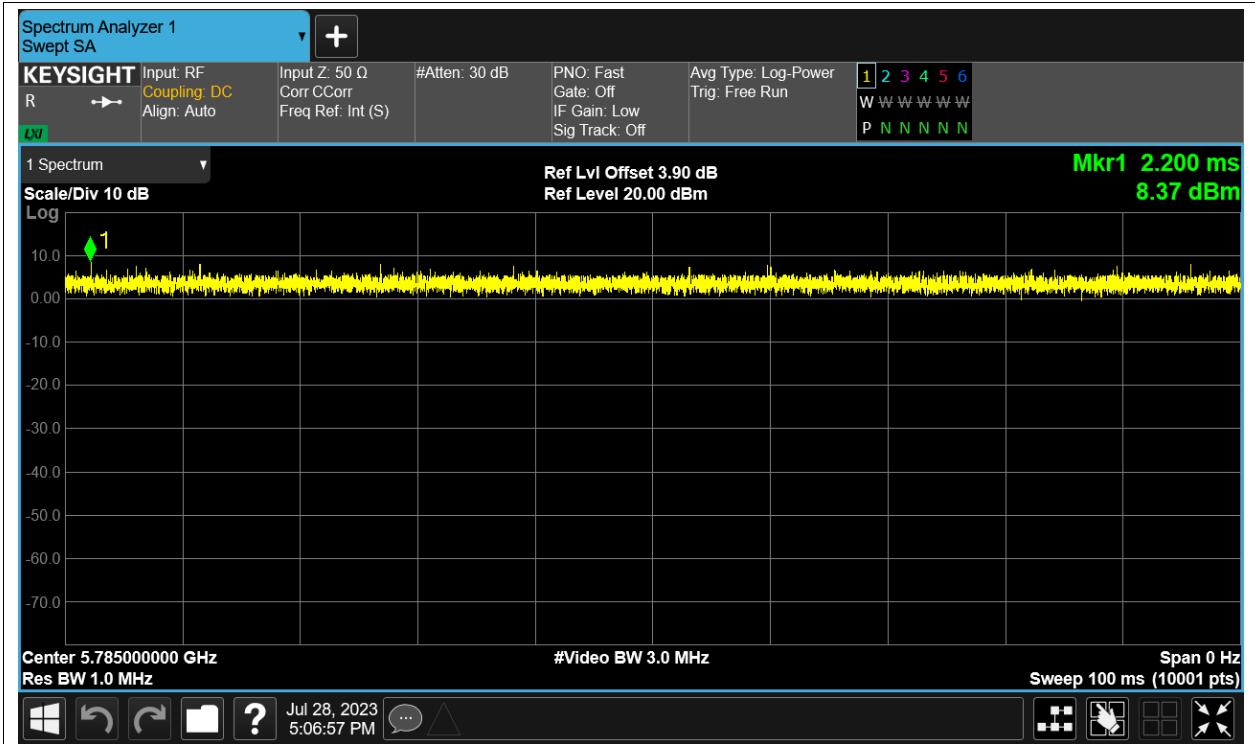 Spectrum Analyzer 1
Swept SA
KEYSIGHT
R
LXI
Input: RF
Coupling: DC
Align: Auto
Input Z: 50 Ω
Corr CCorr
Freq Ref: Int (S)
#Atten: 30 dB
PNO: Fast
Gate: Off
IF Gain: Low
Sig Track: Off
Avg Type: Log-Power
Trig: Free Run
1 2 3 4 5 6
W W W W W W
P N N N N N
1 Spectrum
Scale/Div 10 dB
Log
Ref Lvl Offset 3.90 dB
Ref Level 20.00 dBm
Mkr1 2.200 ms
8.37 dBm
1
10.0
0.00
-10.0
-20.0
-30.0
-40.0
-50.0
-60.0
-70.0
Center 5.785000000 GHz
Res BW 1.0 MHz
#Video BW 3.0 MHz
Span 0 Hz
Sweep 100 ms (10001 pts)
?
Jul 28, 2023
5:06:57 PM